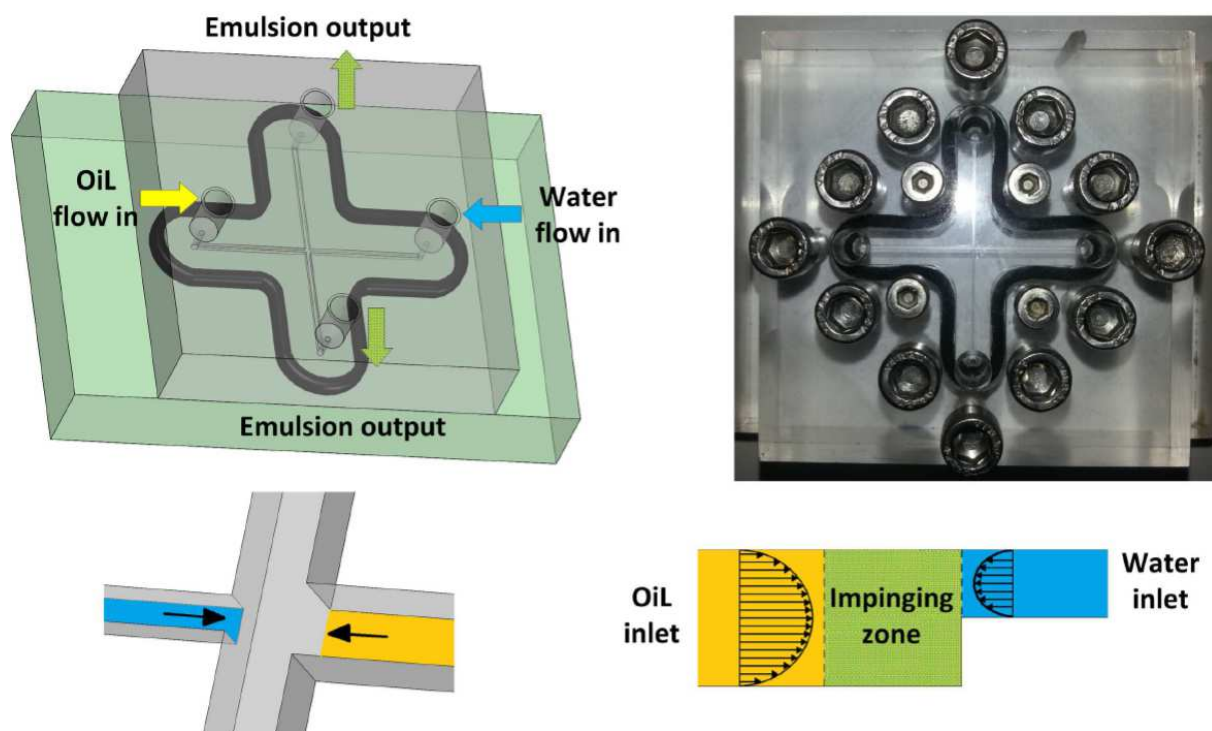 Emulsion output
OiL
flow in
Water
flow in
Emulsion output
OiL
inlet
Impinging
zone
Water
inlet